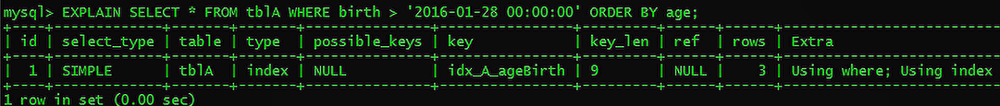 mysql> EXPLAIN SELECT * FROM tblA WHERE birth > '2016-01-28 00:00:00' ORDER BY age;
+----+-------------+-------+-------+---------------+----------------+---------+------+------+--------------------------
| id | select_type | table | type | possible_keys | key | key_len | ref | rows | Extra
+----+-------------+-------+-------+---------------+----------------+---------+------+------+--------------------------
| 1 | SIMPLE | tblA | index | NULL | idx_A_ageBirth | 9 | NULL | 3 | Using where; Using index
+----+-------------+-------+-------+---------------+----------------+---------+------+------+--------------------------
1 row in set (0.00 sec)